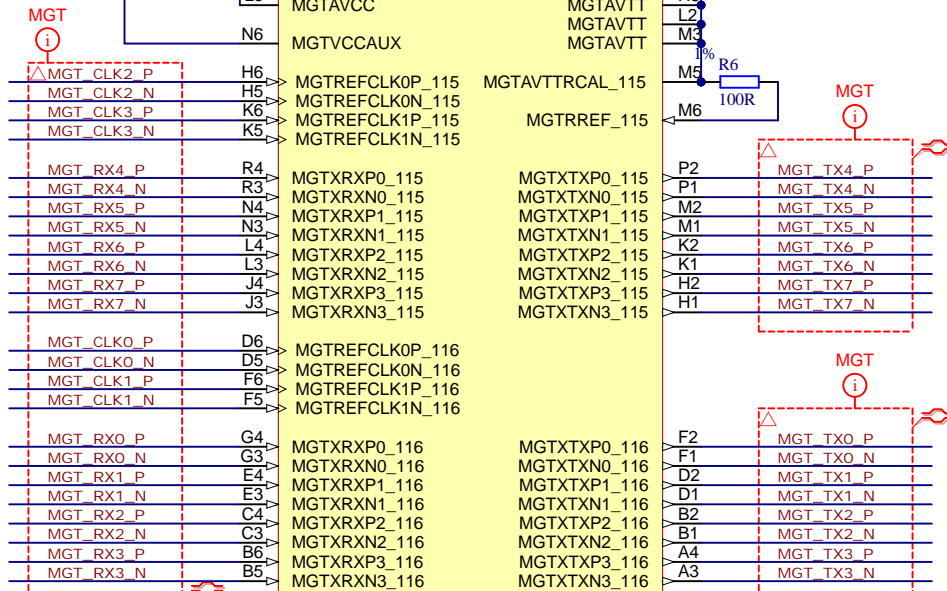 MGTAVCC MGTAVTT
MGTAVTT L2
MGT
N6 MGTVCCAUX MGTAVTT M3
1%
R6
MGT_CLK2_P H6 MGTREFCLK0P_115 MGTAVTTRCAL_115 M5
100R
MGT
MGT_CLK2_N H5 MGTREFCLK0N_115
MGT_CLK3_P K6 MGTREFCLK1P_115 MGTRREF_115 M6
MGT_CLK3_N K5 MGTREFCLK1N_115
MGT_RX4_P R4 MGTXRXP0_115 MGTXTXP0_115 P2 MGT_TX4_P
MGT_RX4_N R3 MGTXRXN0_115 MGTXTXN0_115 P1 MGT_TX4_N
MGT_RX5_P N4 MGTXRXP1_115 MGTXTXP1_115 M2 MGT_TX5_P
MGT_RX5_N N3 MGTXRXN1_115 MGTXTXN1_115 M1 MGT_TX5_N
MGT_RX6_P L4 MGTXRXP2_115 MGTXTXP2_115 K2 MGT_TX6_P
MGT_RX6_N L3 MGTXRXN2_115 MGTXTXN2_115 K1 MGT_TX6_N
MGT_RX7_P J4 MGTXRXP3_115 MGTXTXP3_115 H2 MGT_TX7_P
MGT_RX7_N J3 MGTXRXN3_115 MGTXTXN3_115 H1 MGT_TX7_N
MGT_CLK0_P D6 MGTREFCLK0P_116
MGT_CLK0_N D5 MGTREFCLK0N_116
MGT
MGT_CLK1_P F6 MGTREFCLK1P_116
MGT_CLK1_N F5 MGTREFCLK1N_116
MGT_RX0_P G4 MGTXRXP0_116 MGTXTXP0_116 F2 MGT_TX0_P
MGT_RX0_N G3 MGTXRXN0_116 MGTXTXN0_116 F1 MGT_TX0_N
MGT_RX1_P E4 MGTXRXP1_116 MGTXTXP1_116 D2 MGT_TX1_P
MGT_RX1_N E3 MGTXRXN1_116 MGTXTXN1_116 D1 MGT_TX1_N
MGT_RX2_P C4 MGTXRXP2_116 MGTXTXP2_116 B2 MGT_TX2_P
MGT_RX2_N C3 MGTXRXN2_116 MGTXTXN2_116 B1 MGT_TX2_N
MGT_RX3_P B6 MGTXRXP3_116 MGTXTXP3_116 A4 MGT_TX3_P
MGT_RX3_N B5 MGTXRXN3_116 MGTXTXN3_116 A3 MGT_TX3_N